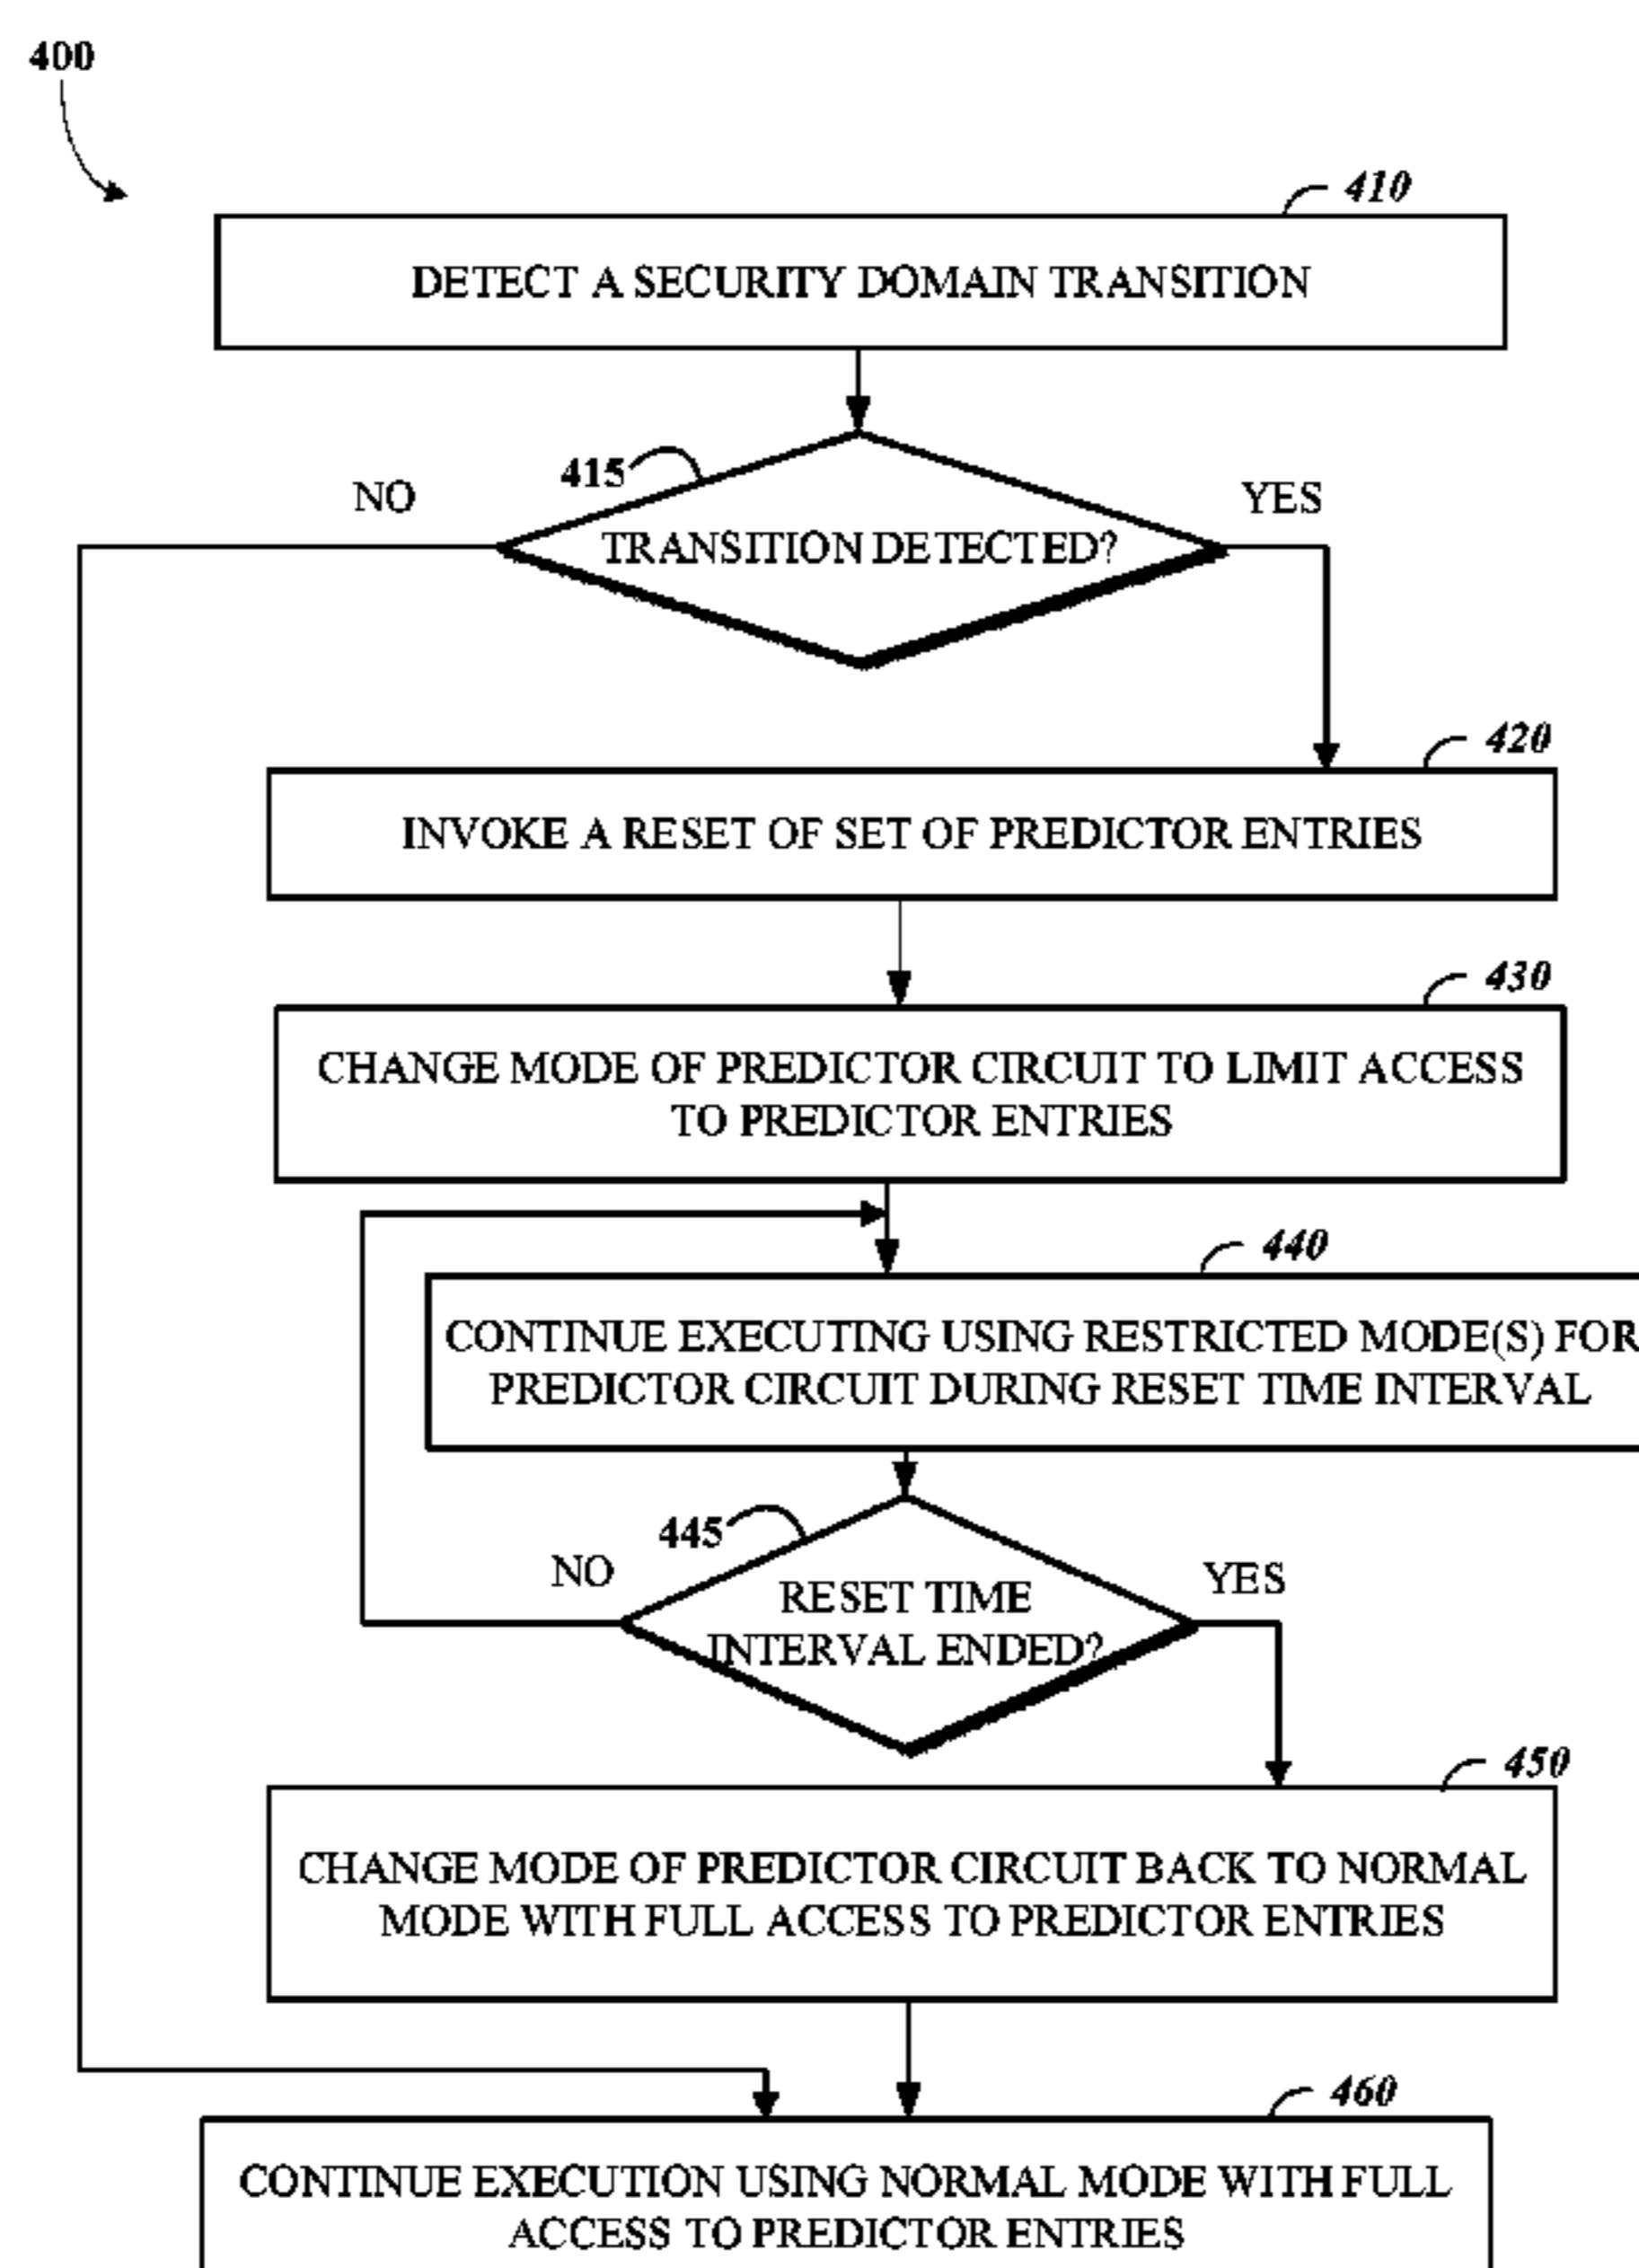 400
410
DETECT A SECURITY DOMAIN TRANSITION
415
NO
YES
TRANSITION DETECTED?
420
INVOKE A RESET OF SET OF PREDICTOR ENTRIES
430
CHANGE MODE OF PREDICTOR CIRCUIT TO LIMIT ACCESS
TO PREDICTOR ENTRIES
440
CONTINUE EXECUTING USING RESTRICTED MODE(S) FOR
PREDICTOR CIRCUIT DURING RESET TIME INTERVAL
445
NO
YES
RESET TIME
INTERVAL ENDED?
450
CHANGE MODE OF PREDICTOR CIRCUIT BACK TO NORMAL
MODE WITH FULL ACCESS TO PREDICTOR ENTRIES
460
CONTINUE EXECUTION USING NORMAL MODE WITH FULL
ACCESS TO PREDICTOR ENTRIES